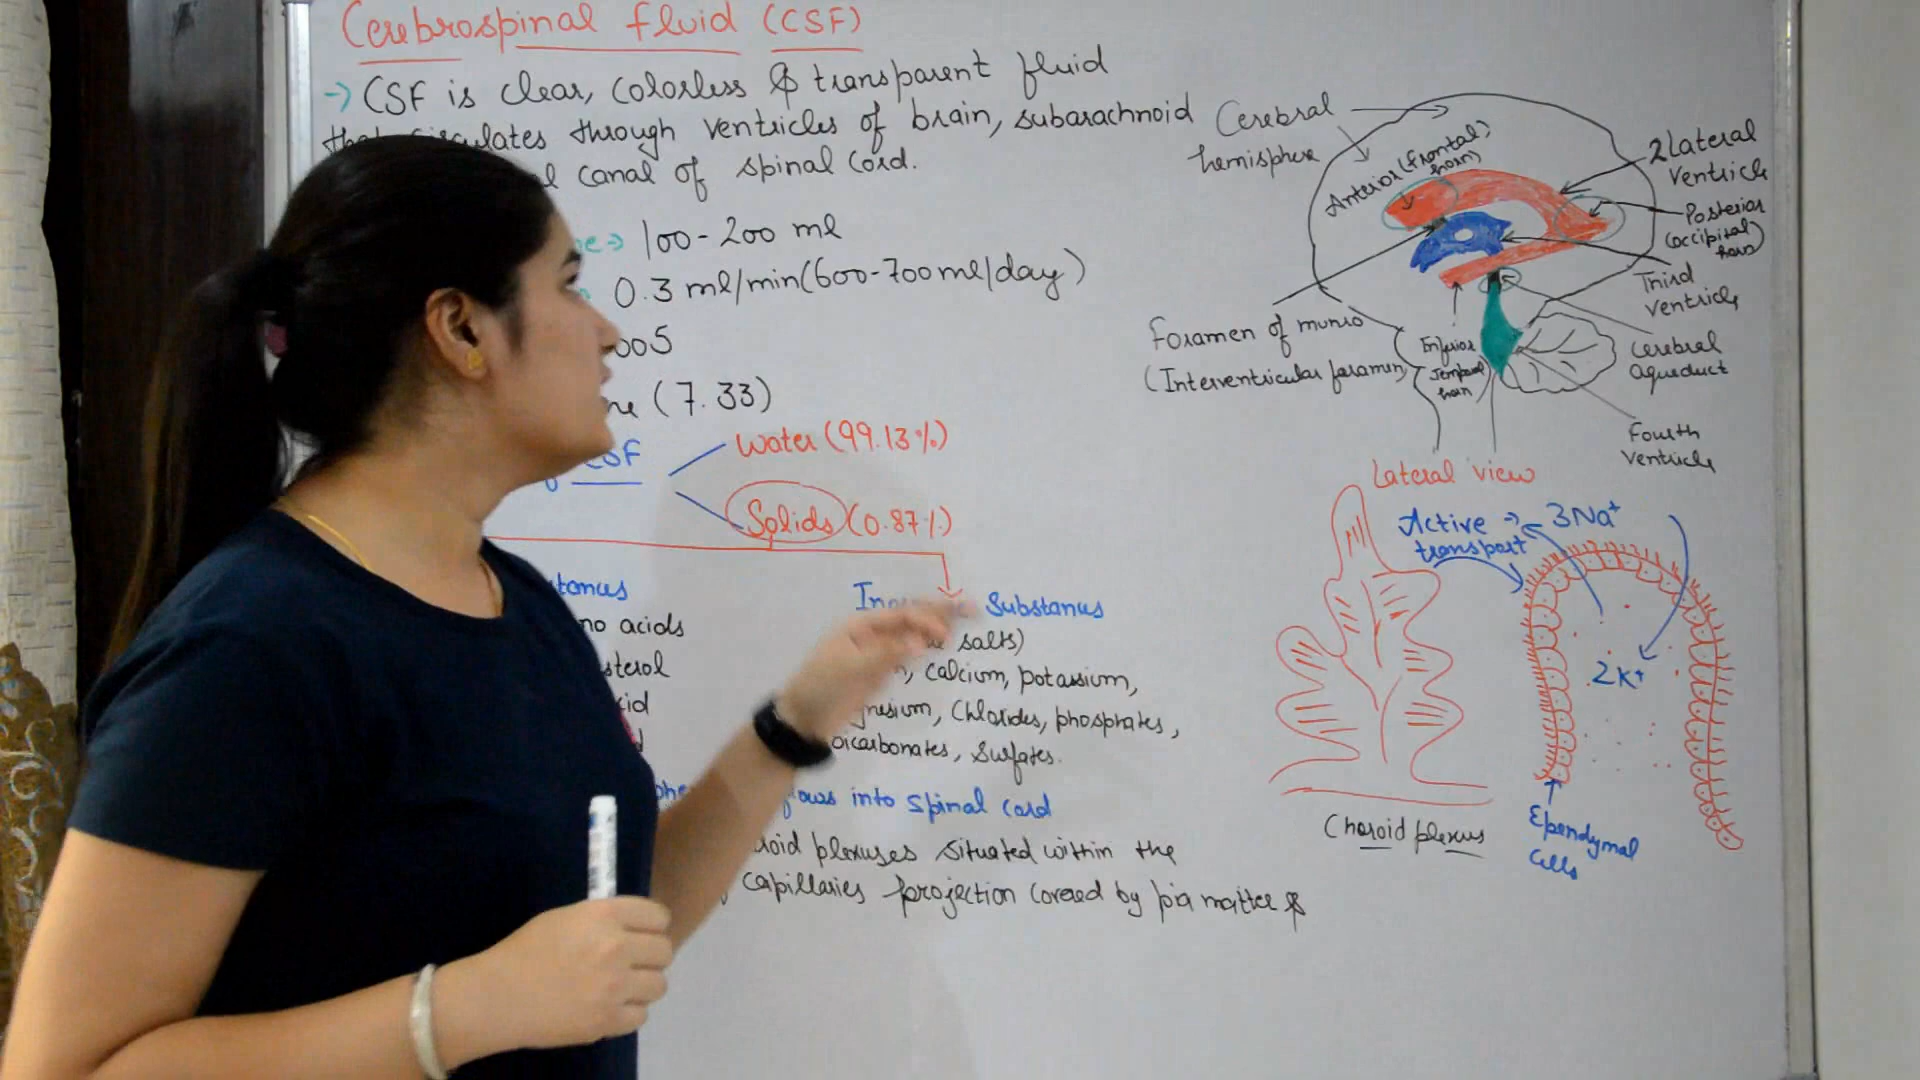 Cerebrospinal fluid (CSF)
→ CSF is clear, colorless & transparent fluid
through ventricles of brain, subarachnoid
canal of spinal cord.
→ 100-200 ml
0.3 ml/min(600-700ml/day)
005
(7.33)
CSF
Water (99.13%)
Solids (0.87%)
no acids
Substances
salts)
calcium, potassium,
Chlorides, phosphates,
bicarbonates, Sulfates.
into spinal cord
plexuses situated within the
capillaries projection covered by pia matter &
Cerebral
hemisphere
Anterior (frontal)
horn)
2 Lateral
ventricle
Posterior
(occipital
horn)
Third
ventricle
Foramen of munro
(Interventricular foramen)
Inferior
Temporal
horn
Cerebral
aqueduct
Fourth
ventricle
Lateral view
Active
transport
3Na+
2K+
Choroid plexus
Ependymal
Cells